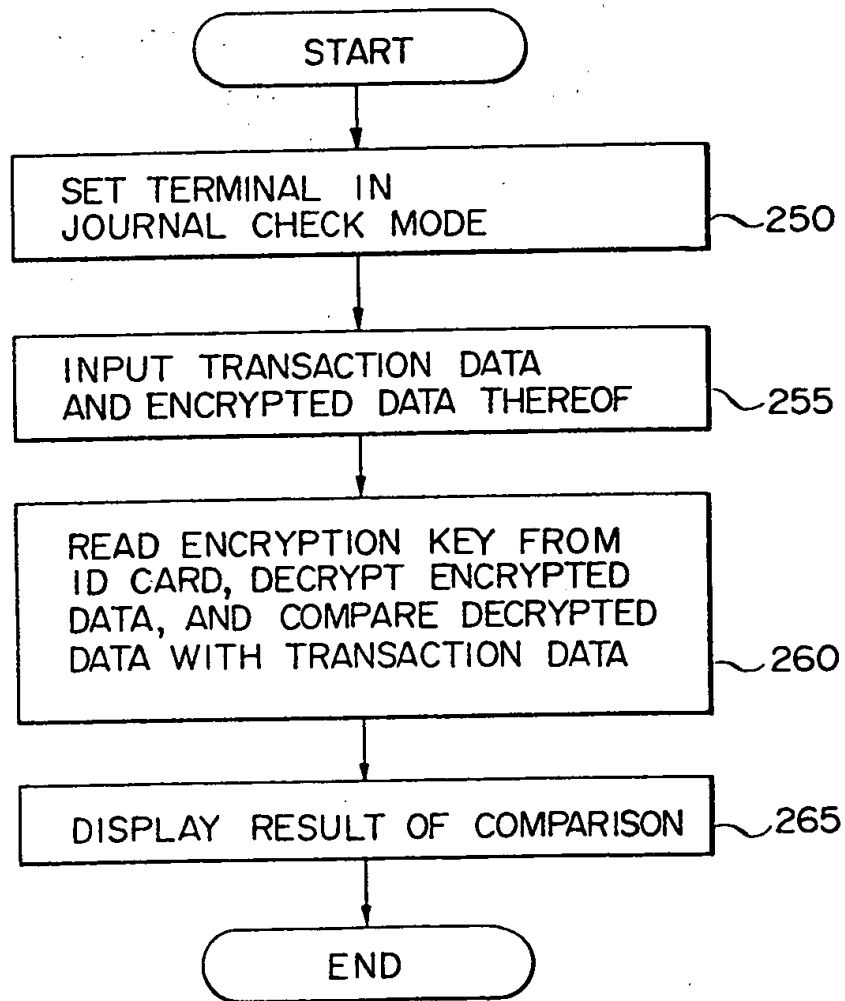 START
SET TERMINAL IN
JOURNAL CHECK MODE
250
INPUT TRANSACTION DATA
AND ENCRYPTED DATA THEREOF
255
READ ENCRYPTION KEY FROM
ID CARD, DECRYPT ENCRYPTED
DATA, AND COMPARE DECRYPTED
DATA WITH TRANSACTION DATA
260
DISPLAY RESULT OF COMPARISON
265
END